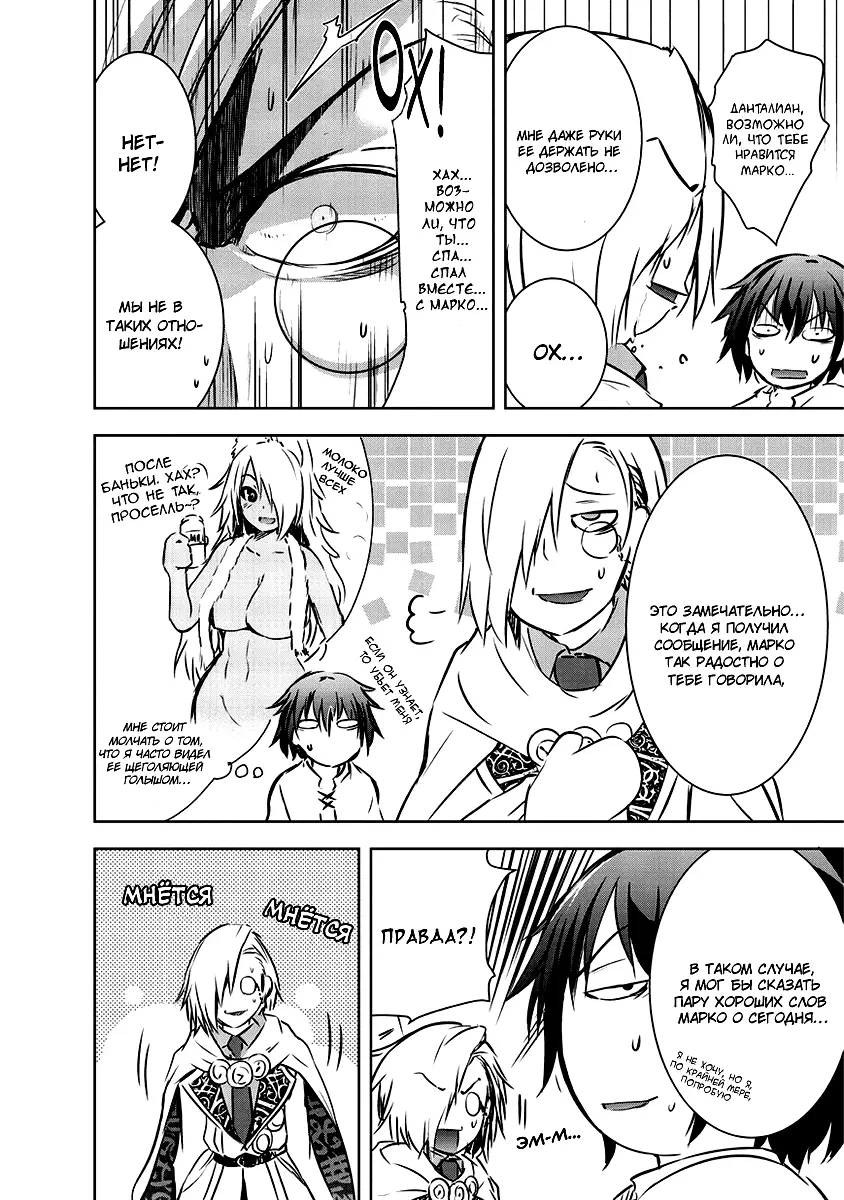 ДАНТАЛИАН,
ВОЗМОЖНО
ЛИ, ЧТО ТЕБЕ
НРАВИТСЯ
МАРКО...
МНЕ ДАЖЕ РУКИ
ЕЕ ДЕРЖАТЬ НЕ
ДОЗВОЛЕНО...
ОХ...
ОХ!
ХАХ...
ВОЗ-
МОЖНО
ЛИ, ЧТО
ТЫ...
СПА...
СПАЛ
ВМЕСТЕ...
С МАРКО...
НЕТ-
НЕТ!
МЫ НЕ В
ТАКИХ ОТНО-
ШЕНИЯХ!
ЭТО ЗАМЕЧАТЕЛЬНО...
КОГДА Я ПОЛУЧИЛ
СООБЩЕНИЕ, МАРКО
ТАК РАДОСТНО О
ТЕБЕ ГОВОРИЛА,
МОЛОКО
ЛУЧШЕ
ВСЕХ
ПОСЛЕ
БАНЬКИ. ХАХ?
ЧТО НЕ ТАК,
ПРОСЕЛЛЬ~?
ЕСЛИ ОН УЗНАЕТ,
ТО УБЬЕТ МЕНЯ
МНЕ СТОИТ
МОЛЧАТЬ О ТОМ,
ЧТО Я ЧАСТО ВИДЕЛ
ЕЕ ЩЕГОЛЯЮЩЕЙ
ГОЛЫШОМ...
В ТАКОМ СЛУЧАЕ,
Я МОГ БЫ СКАЗАТЬ
ПАРУ ХОРОШИХ СЛОВ
МАРКО О СЕГОДНЯ...
Я НЕ ХОЧУ, НО Я,
ПО КРАЙНЕЙ МЕРЕ,
ПОПРОБУЮ
ПРАВДА?!
ЭМ-М...
МНЁТСЯ
МНЁТСЯ